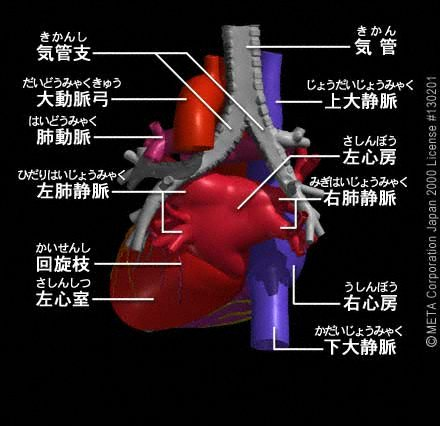 きかんし
気管支
だいどうみゃくきゅう
大動脈弓
はいどうみゃく
肺動脈
ひだりはいじょうみゃく
左肺静脈
かいせんし
回旋枝
さしんしつ
左心室
きかん
気管
じょうだいじょうみゃく
上大静脈
さしんぼう
左心房
みぎはいじょうみゃく
右肺静脈
うしんぼう
右心房
かだいじょうみゃく
下大静脈
©META Corporation Japan 2000 License #130201